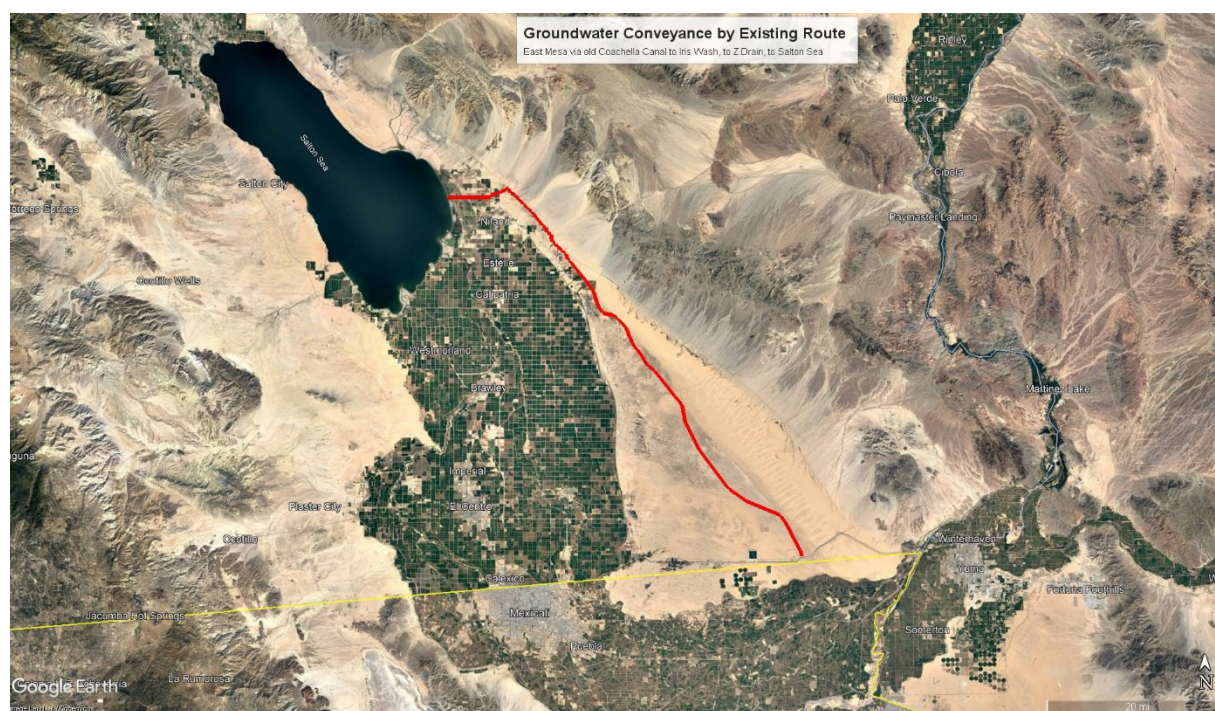 Groundwater Conveyance by Existing Route
East Mesa via old Coachella Canal to Iris Wash, to Z Drain, to Salton Sea
Ripley
Palo Verde
Salton Sea
Cibola
Salton City
Paymaster Landing
Niland
Estelle
Ocotillo Wells
Calipatria
Westmorland
Brawley
Martinez Lake
Imperial
Plaster City
El Centro
Ocotillo
Winterhaven
Yuma
Calexico
Fortuna Foothills
Jacumba Hot Springs
Mexicali
Somerton
Puebla
La Rumorosa
Google Earth
N
20 mi